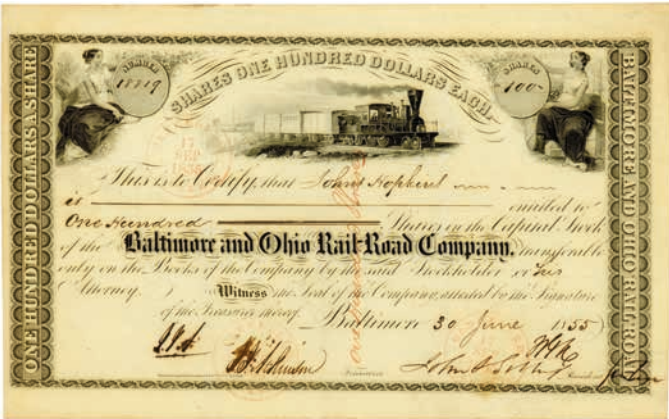 NUMBER
18819
SHARES ONE HUNDRED DOLLARS EACH.
SHARES
100
ONE HUNDRED DOLLARS A SHARE
BALTIMORE AND OHIO RAILROAD
This is to Certify, that Johns Hopkins
is entitled to
One Hundred Shares in the Capital Stock
of the Baltimore and Ohio Rail-Road Company, transferable
only on the Books of the Company by the said Stockholder or his
Attorney. Witness the Seal of the Company, attested by the Signature
of the Treasurer thereof. Baltimore 30 June 1855